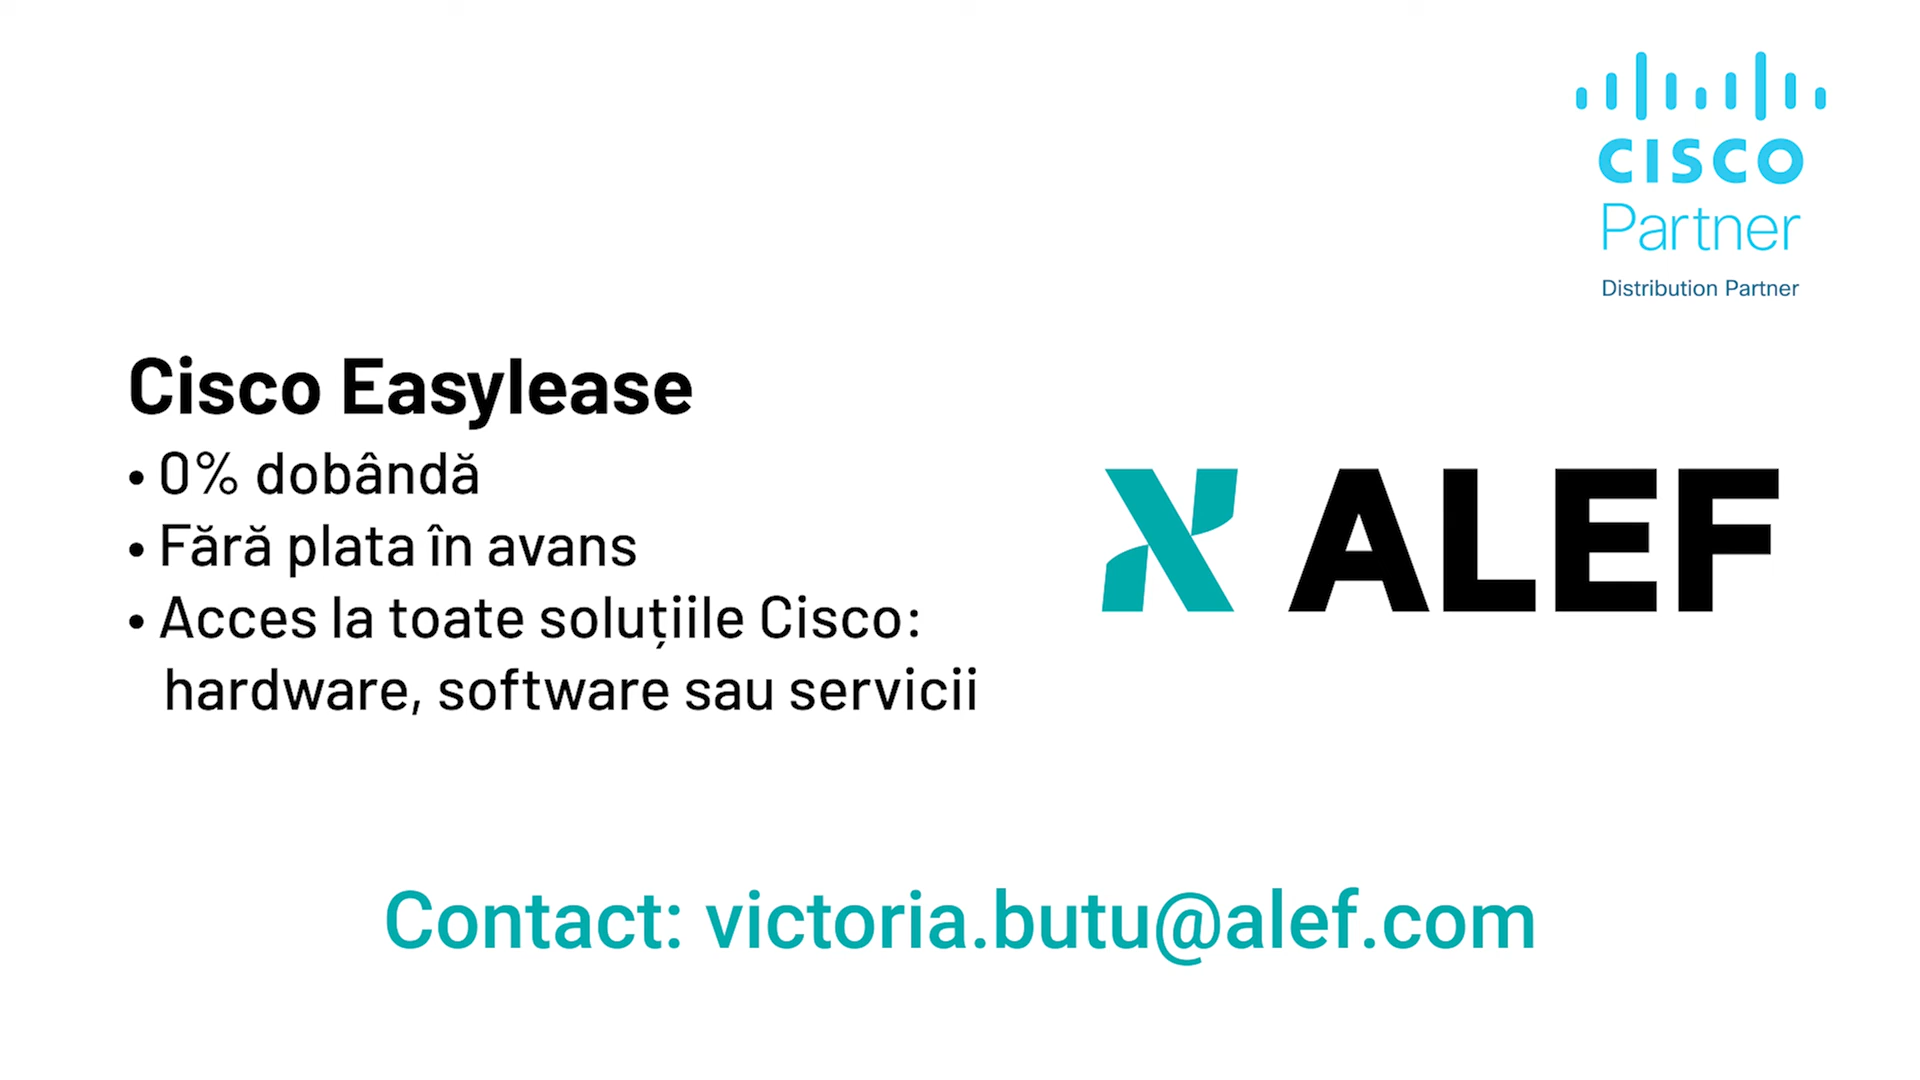 CISCO
Partner
Distribution Partner
Cisco Easylease
• 0% dobândă
• Fără plata în avans
• Acces la toate soluțiile Cisco:
hardware, software sau servicii
ALEF
Contact: victoria.butu@alef.com